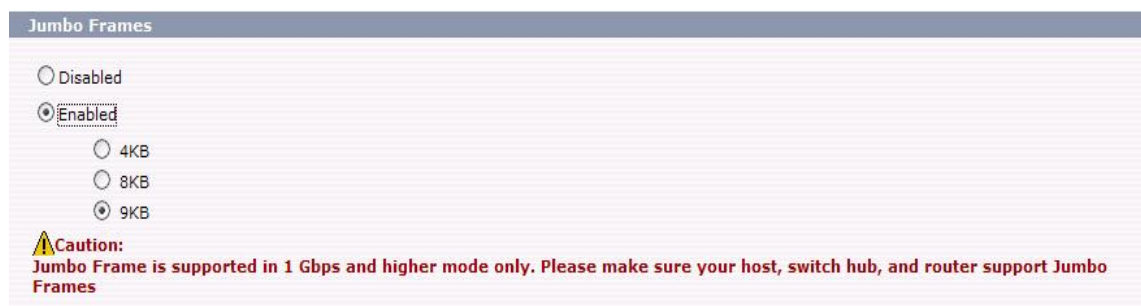 Jumbo Frames
Disabled
Enabled
4KB
8KB
9KB
Caution:
Jumbo Frame is supported in 1 Gbps and higher mode only. Please make sure your host, switch hub, and router support Jumbo
Frames